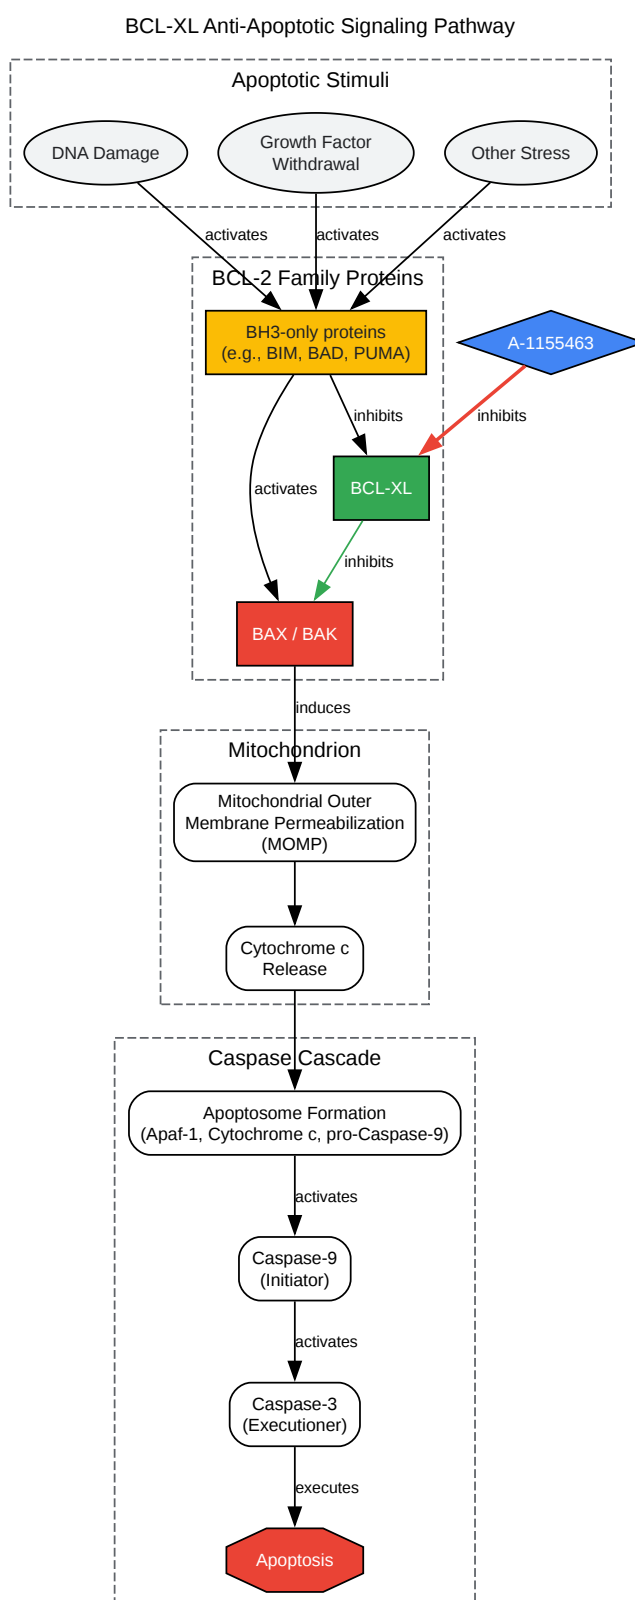 BCL-XL Anti-Apoptotic Signaling Pathway
Apoptotic Stimuli
DNA Damage
Growth Factor
Withdrawal
Other Stress
activates
activates
activates
BCL-2 Family Proteins
BH3-only proteins
(e.g., BIM, BAD, PUMA)
A-1155463
inhibits
inhibits
BCL-XL
activates
inhibits
BAX / BAK
induces
Mitochondrion
Mitochondrial Outer
Membrane Permeabilization
(MOMP)
Cytochrome c
Release
Caspase Cascade
Apoptosome Formation
(Apaf-1, Cytochrome c, pro-Caspase-9)
activates
Caspase-9
(Initiator)
activates
Caspase-3
(Executioner)
executes
Apoptosis